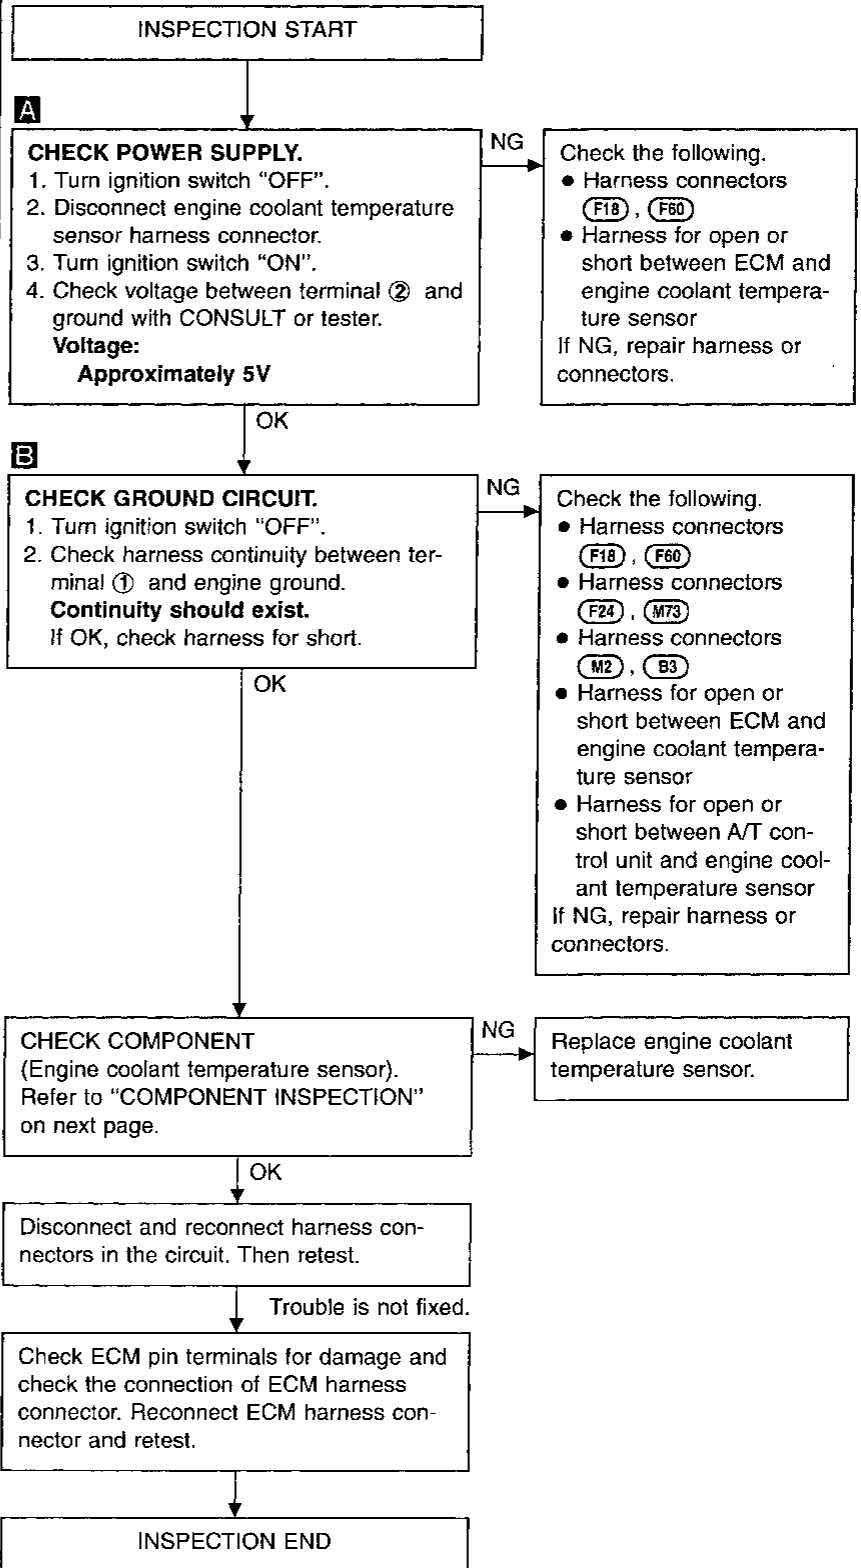 INSPECTION START
A
CHECK POWER SUPPLY.
1. Turn ignition switch “OFF”.
2. Disconnect engine coolant temperature
sensor harness connector.
3. Turn ignition switch “ON”.
4. Check voltage between terminal ② and
ground with CONSULT or tester.
Voltage:
Approximately 5V
NG
Check the following.
● Harness connectors
F18 , F60
● Harness for open or
short between ECM and
engine coolant tempera-
ture sensor
If NG, repair harness or
connectors.
OK
B
CHECK GROUND CIRCUIT.
1. Turn ignition switch “OFF”.
2. Check harness continuity between ter-
minal ① and engine ground.
Continuity should exist.
If OK, check harness for short.
NG
Check the following.
● Harness connectors
F18 , F60
● Harness connectors
F24 , M73
● Harness connectors
M2 , B3
● Harness for open or
short between ECM and
engine coolant tempera-
ture sensor
● Harness for open or
short between A/T con-
trol unit and engine cool-
ant temperature sensor
If NG, repair harness or
connectors.
OK
CHECK COMPONENT
(Engine coolant temperature sensor).
Refer to “COMPONENT INSPECTION”
on next page.
NG
Replace engine coolant
temperature sensor.
OK
Disconnect and reconnect harness con-
nectors in the circuit. Then retest.
Trouble is not fixed.
Check ECM pin terminals for damage and
check the connection of ECM harness
connector. Reconnect ECM harness con-
nector and retest.
INSPECTION END